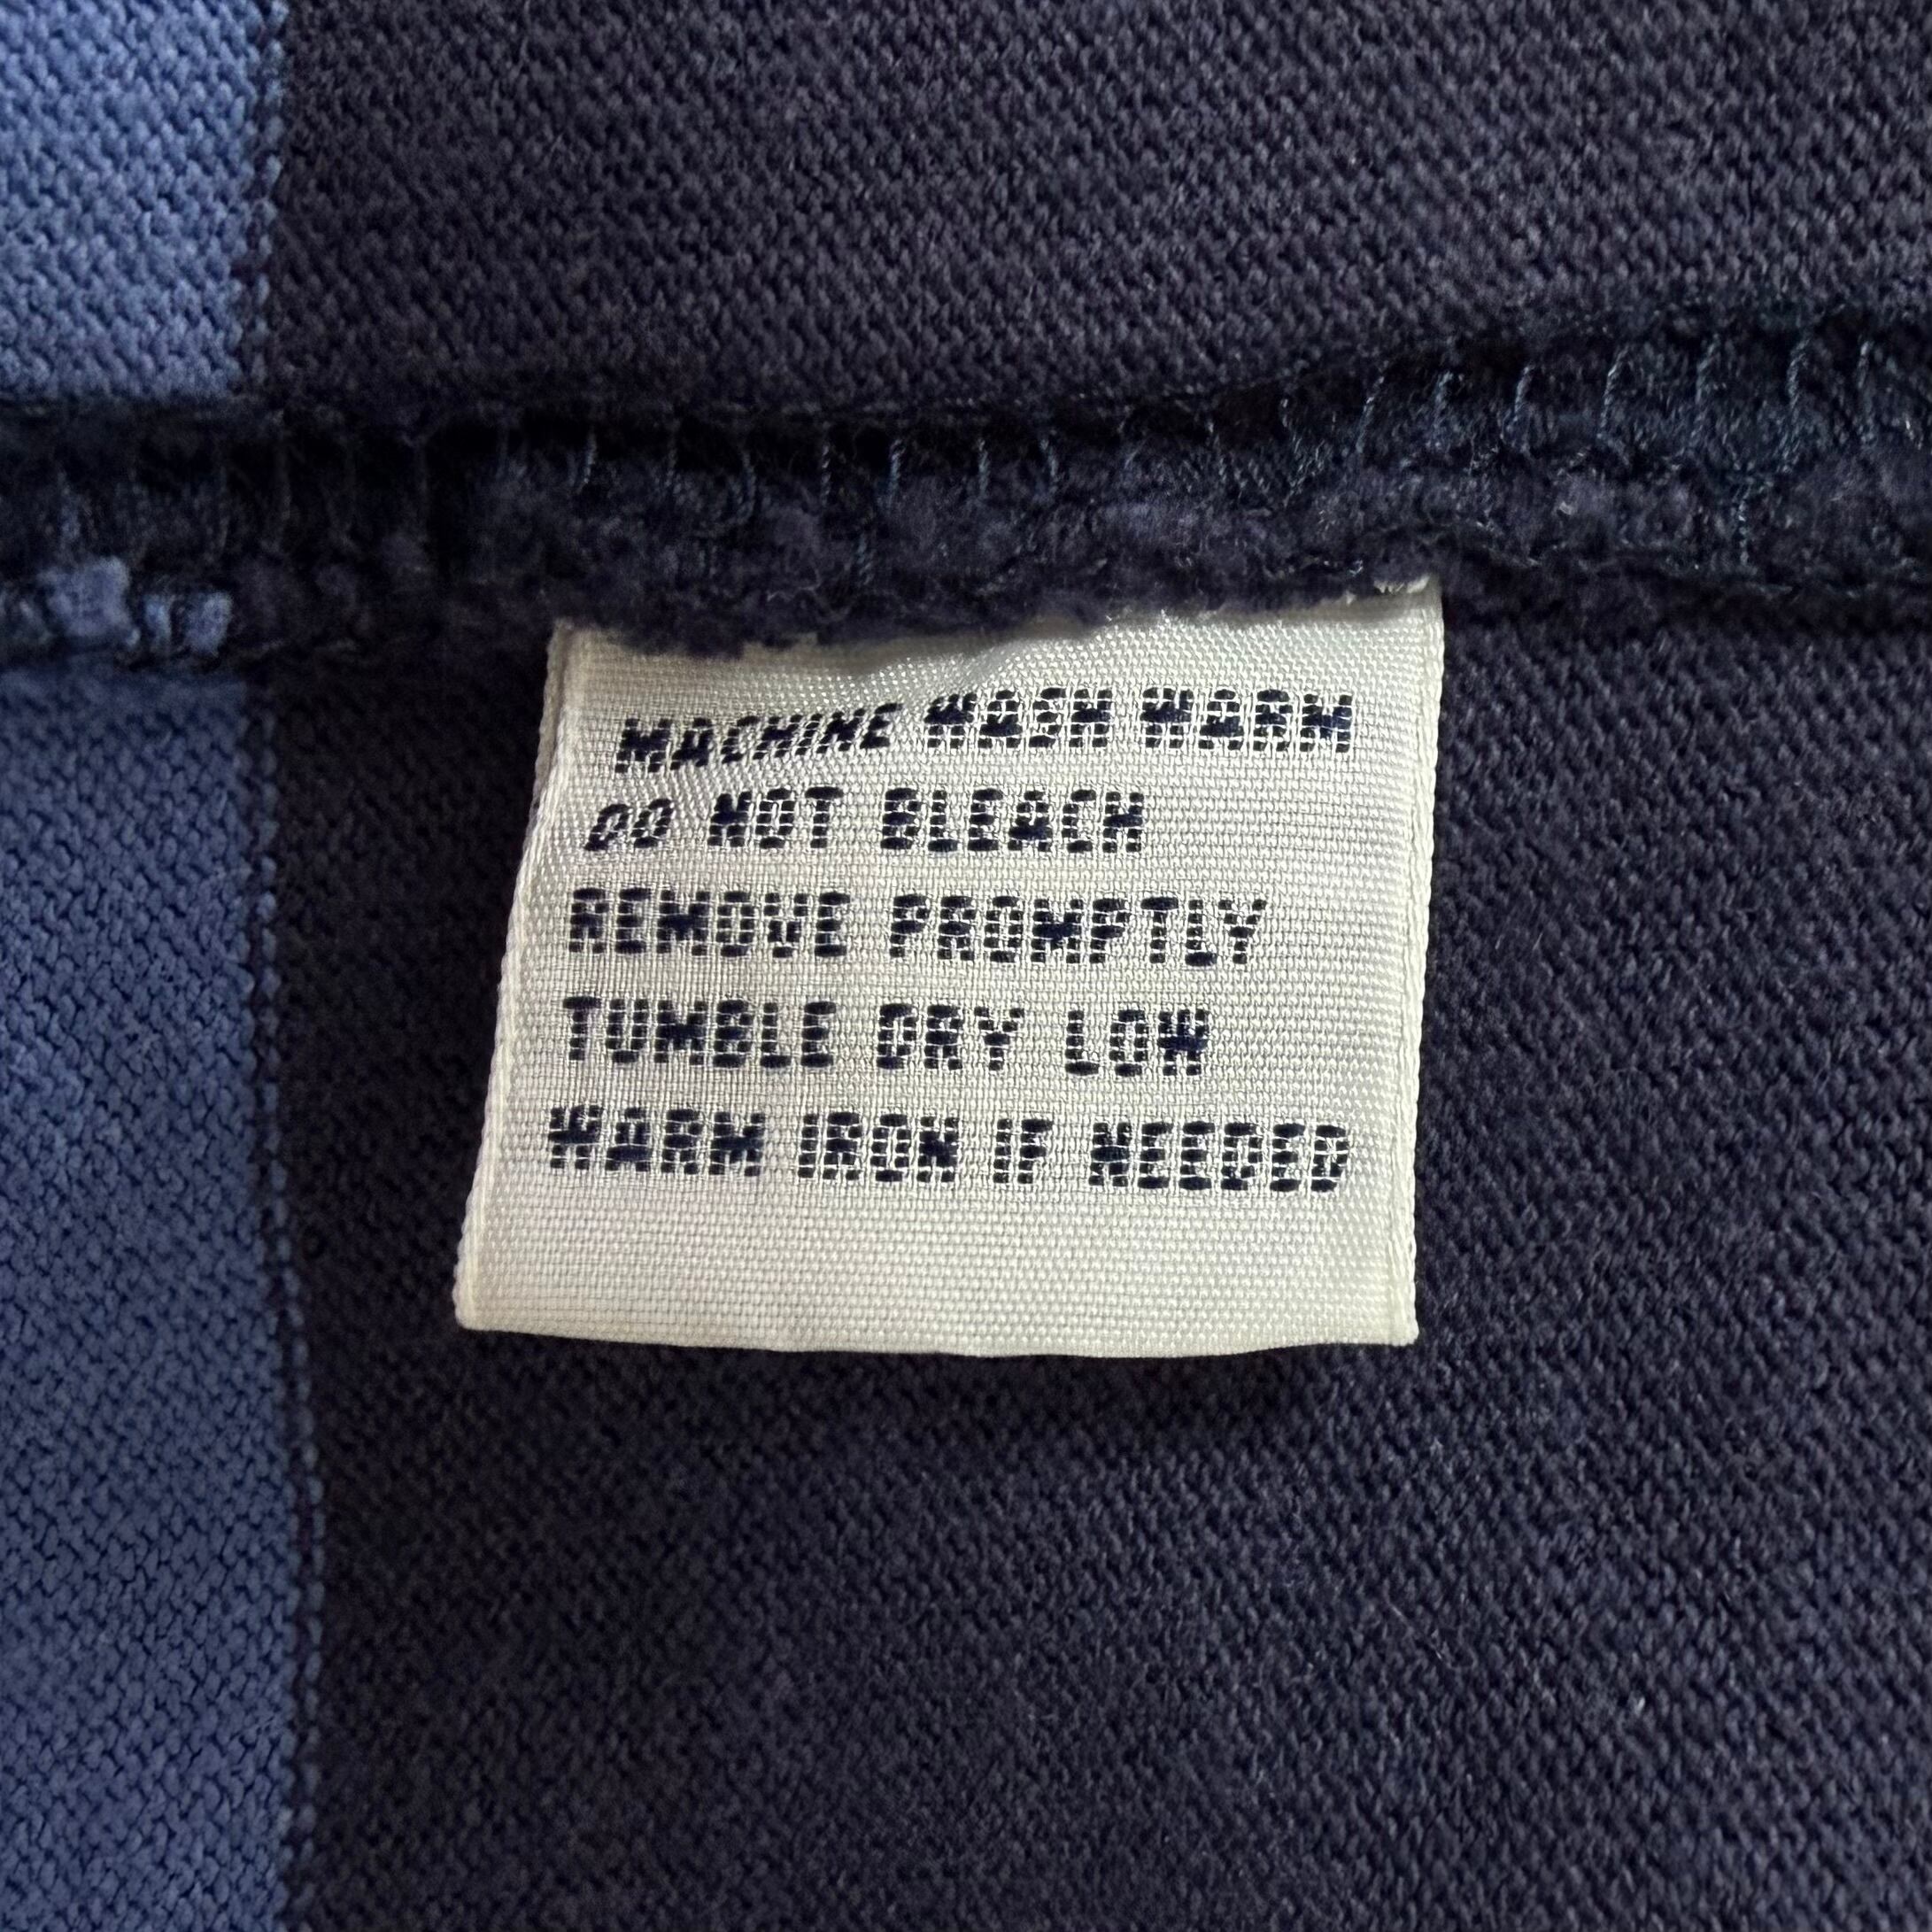 MACHINE WASH WARM
DO NOT BLEACH
REMOVE PROMPTLY
TUMBLE DRY LOW
WARM IRON IF NEEDED